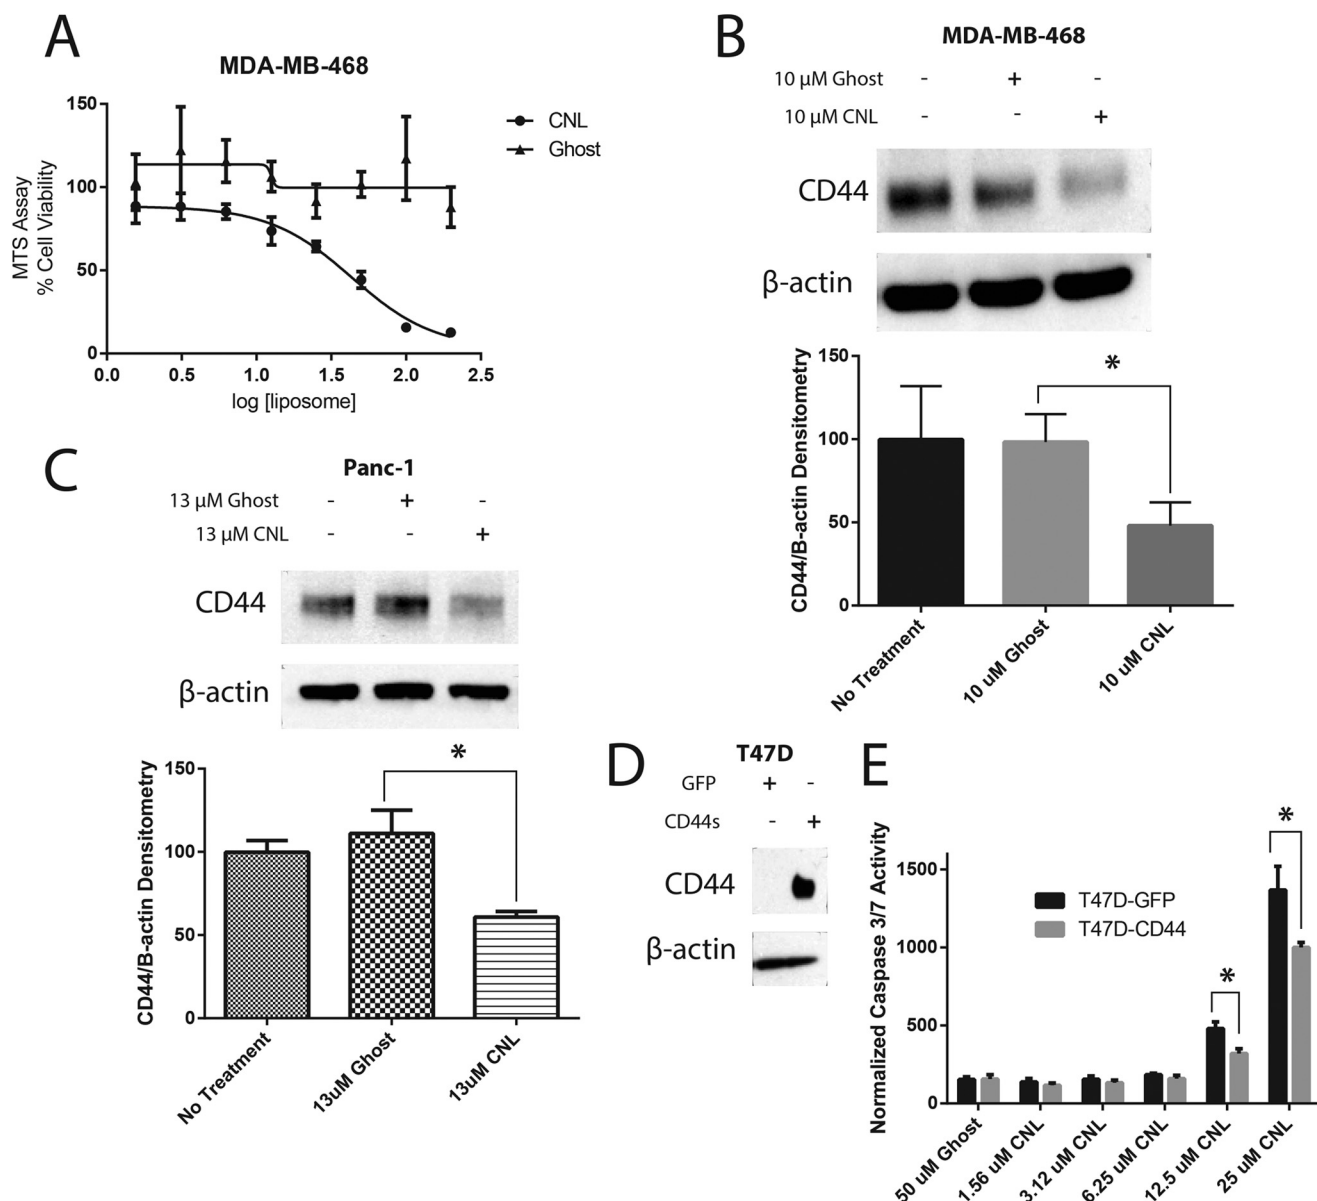 A
MDA-MB-468
150
100
50
0
MTS Assay
% Cell Viability
0.0 0.5 1.0 1.5 2.0 2.5
log [liposome]
CNL
Ghost
B
MDA-MB-468
10 μM Ghost - + -
10 μM CNL - - +
CD44
β-actin
150
100
50
0
CD44/B-actin Densitometry
*
No Treatment
10 uM Ghost
10 uM CNL
C
Panc-1
13 μM Ghost - + -
13 μM CNL - - +
CD44
β-actin
150
100
50
0
CD44/B-actin Densitometry
*
No Treatment
13uM Ghost
13uM CNL
D
T47D
GFP + -
CD44s - +
CD44
β-actin
E
1500
1000
500
0
Normalized Caspase 3/7 Activity
T47D-GFP
T47D-CD44
*
*
50 uM Ghost
1.56 uM CNL
3.12 uM CNL
6.25 uM CNL
12.5 uM CNL
25 uM CNL